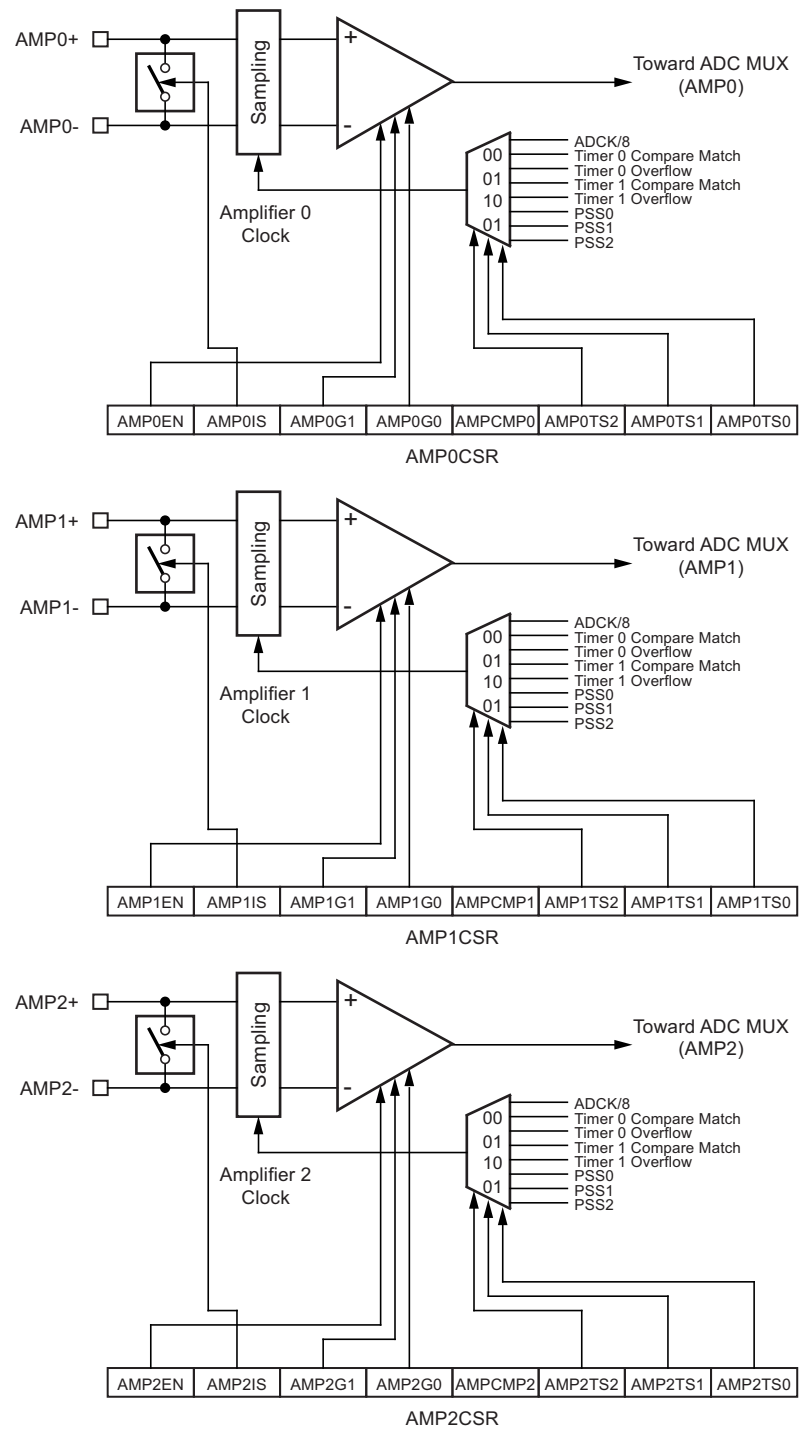 AMP0+
AMP0-
Sampling
+
-
Toward ADC MUX
(AMP0)
Amplifier 0
Clock
00
01
10
01
ADCK/8
Timer 0 Compare Match
Timer 0 Overflow
Timer 1 Compare Match
Timer 1 Overflow
PSS0
PSS1
PSS2
AMP0EN AMP0IS AMP0G1 AMP0G0 AMPCMP0 AMP0TS2 AMP0TS1 AMP0TS0
AMP0CSR
AMP1+
AMP1-
Sampling
+
-
Toward ADC MUX
(AMP1)
Amplifier 1
Clock
00
01
10
01
ADCK/8
Timer 0 Compare Match
Timer 0 Overflow
Timer 1 Compare Match
Timer 1 Overflow
PSS0
PSS1
PSS2
AMP1EN AMP1IS AMP1G1 AMP1G0 AMPCMP1 AMP1TS2 AMP1TS1 AMP1TS0
AMP1CSR
AMP2+
AMP2-
Sampling
+
-
Toward ADC MUX
(AMP2)
Amplifier 2
Clock
00
01
10
01
ADCK/8
Timer 0 Compare Match
Timer 0 Overflow
Timer 1 Compare Match
Timer 1 Overflow
PSS0
PSS1
PSS2
AMP2EN AMP2IS AMP2G1 AMP2G0 AMPCMP2 AMP2TS2 AMP2TS1 AMP2TS0
AMP2CSR